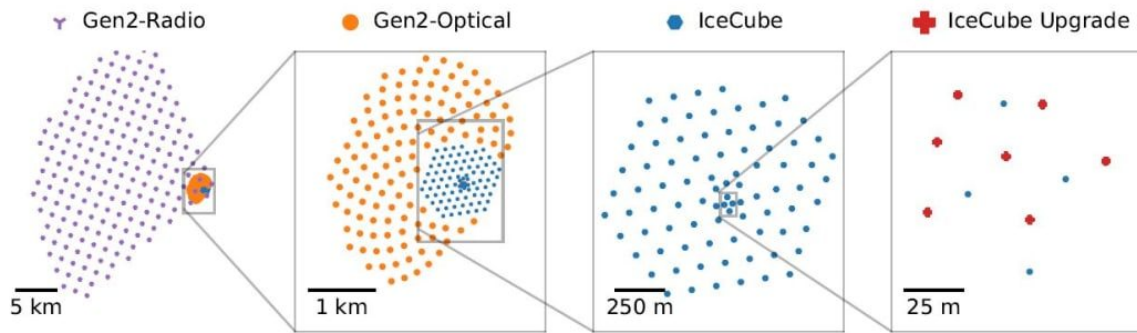 Gen2-Radio
Gen2-Optical
IceCube
IceCube Upgrade
5 km
1 km
250 m
25 m